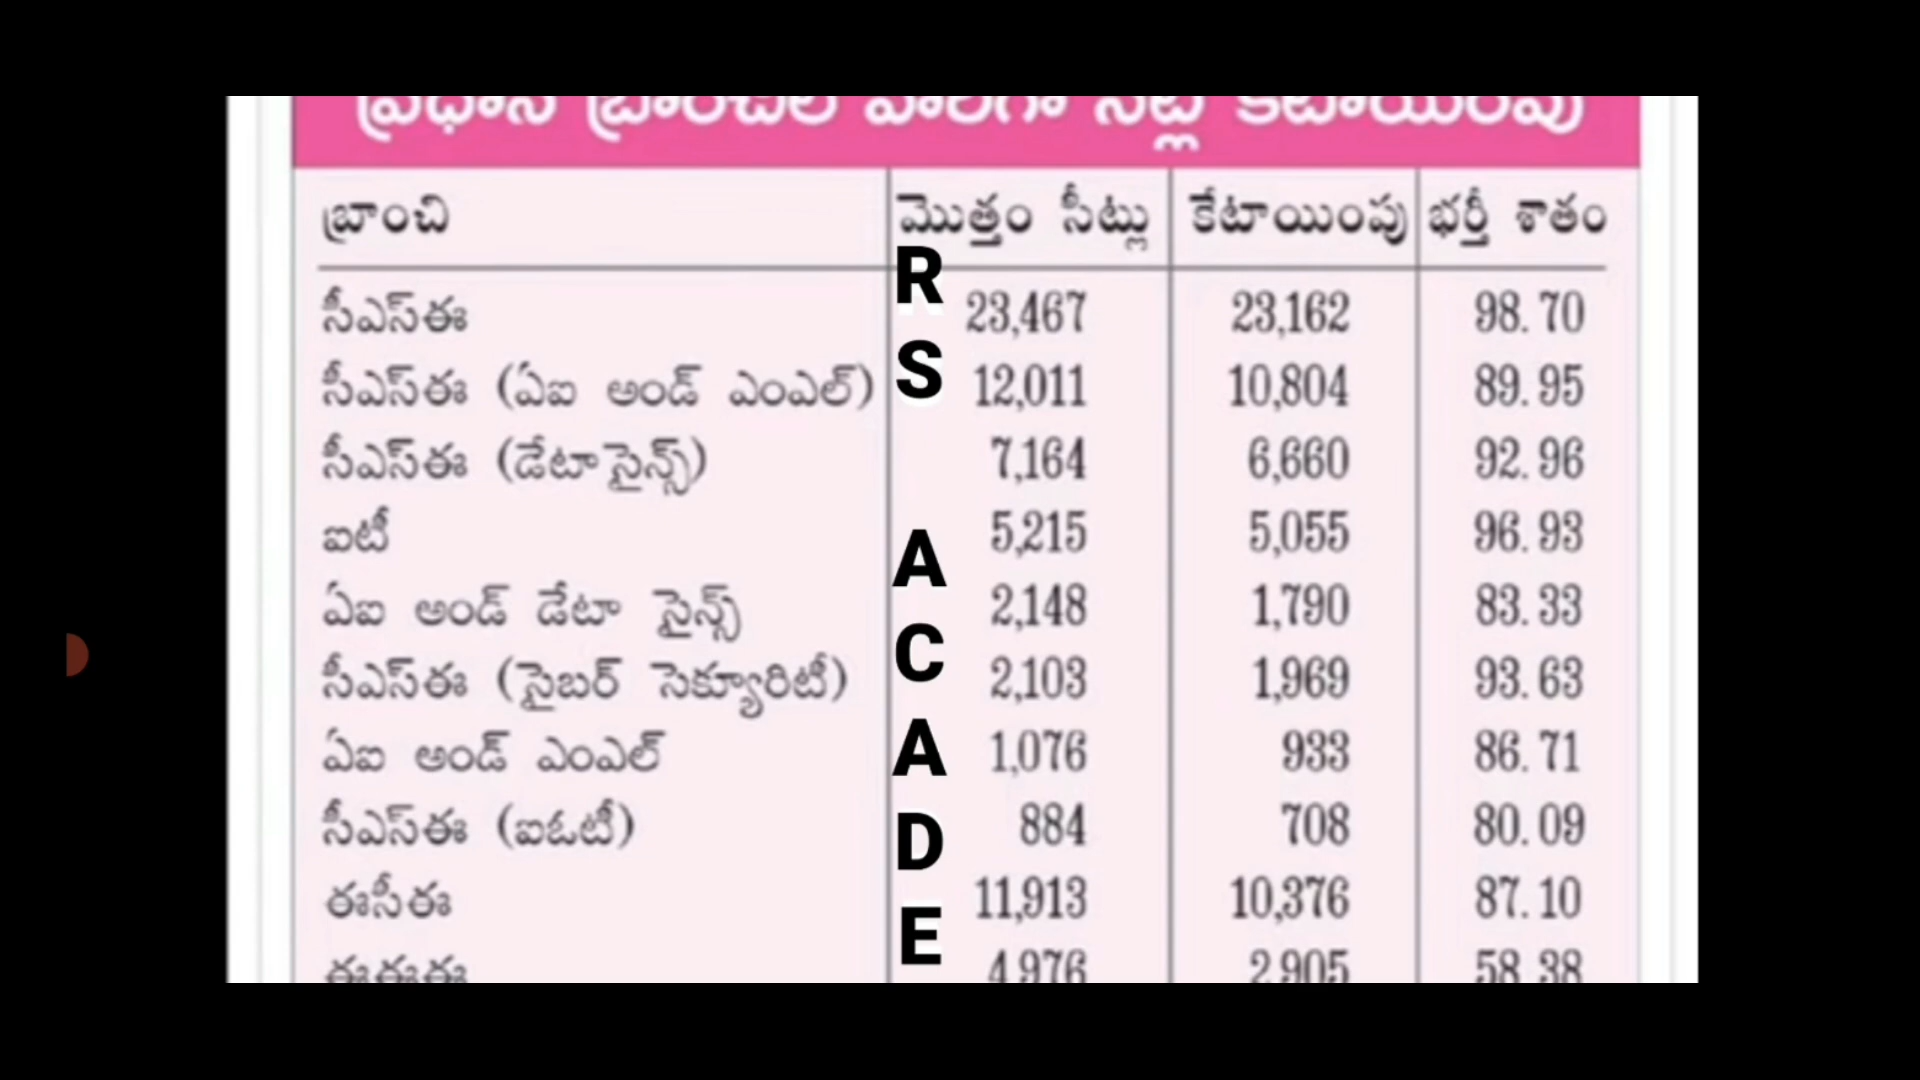 ప్రధాన బ్రాంచీల వారీగా సీట్ల కేటాయింపు
బ్రాంచి మొత్తం సీట్లు కేటాయింపు భర్తీ శాతం
సీఎస్ఈ 23,467 23,162 98.70
సీఎస్ఈ (ఏఐ అండ్ ఎంఎల్) 12,011 10,804 89.95
సీఎస్ఈ (డేటాసైన్స్) 7,164 6,660 92.96
ఐటీ 5,215 5,055 96.93
ఏఐ అండ్ డేటా సైన్స్ 2,148 1,790 83.33
సీఎస్ఈ (సైబర్ సెక్యూరిటీ) 2,103 1,969 93.63
ఏఐ అండ్ ఎంఎల్ 1,076 933 86.71
సీఎస్ఈ (ఐఓటీ) 884 708 80.09
ఈసీఈ 11,913 10,376 87.10
ఈఈఈ 4,976 2,905 58.38
R
S
A
C
A
D
E